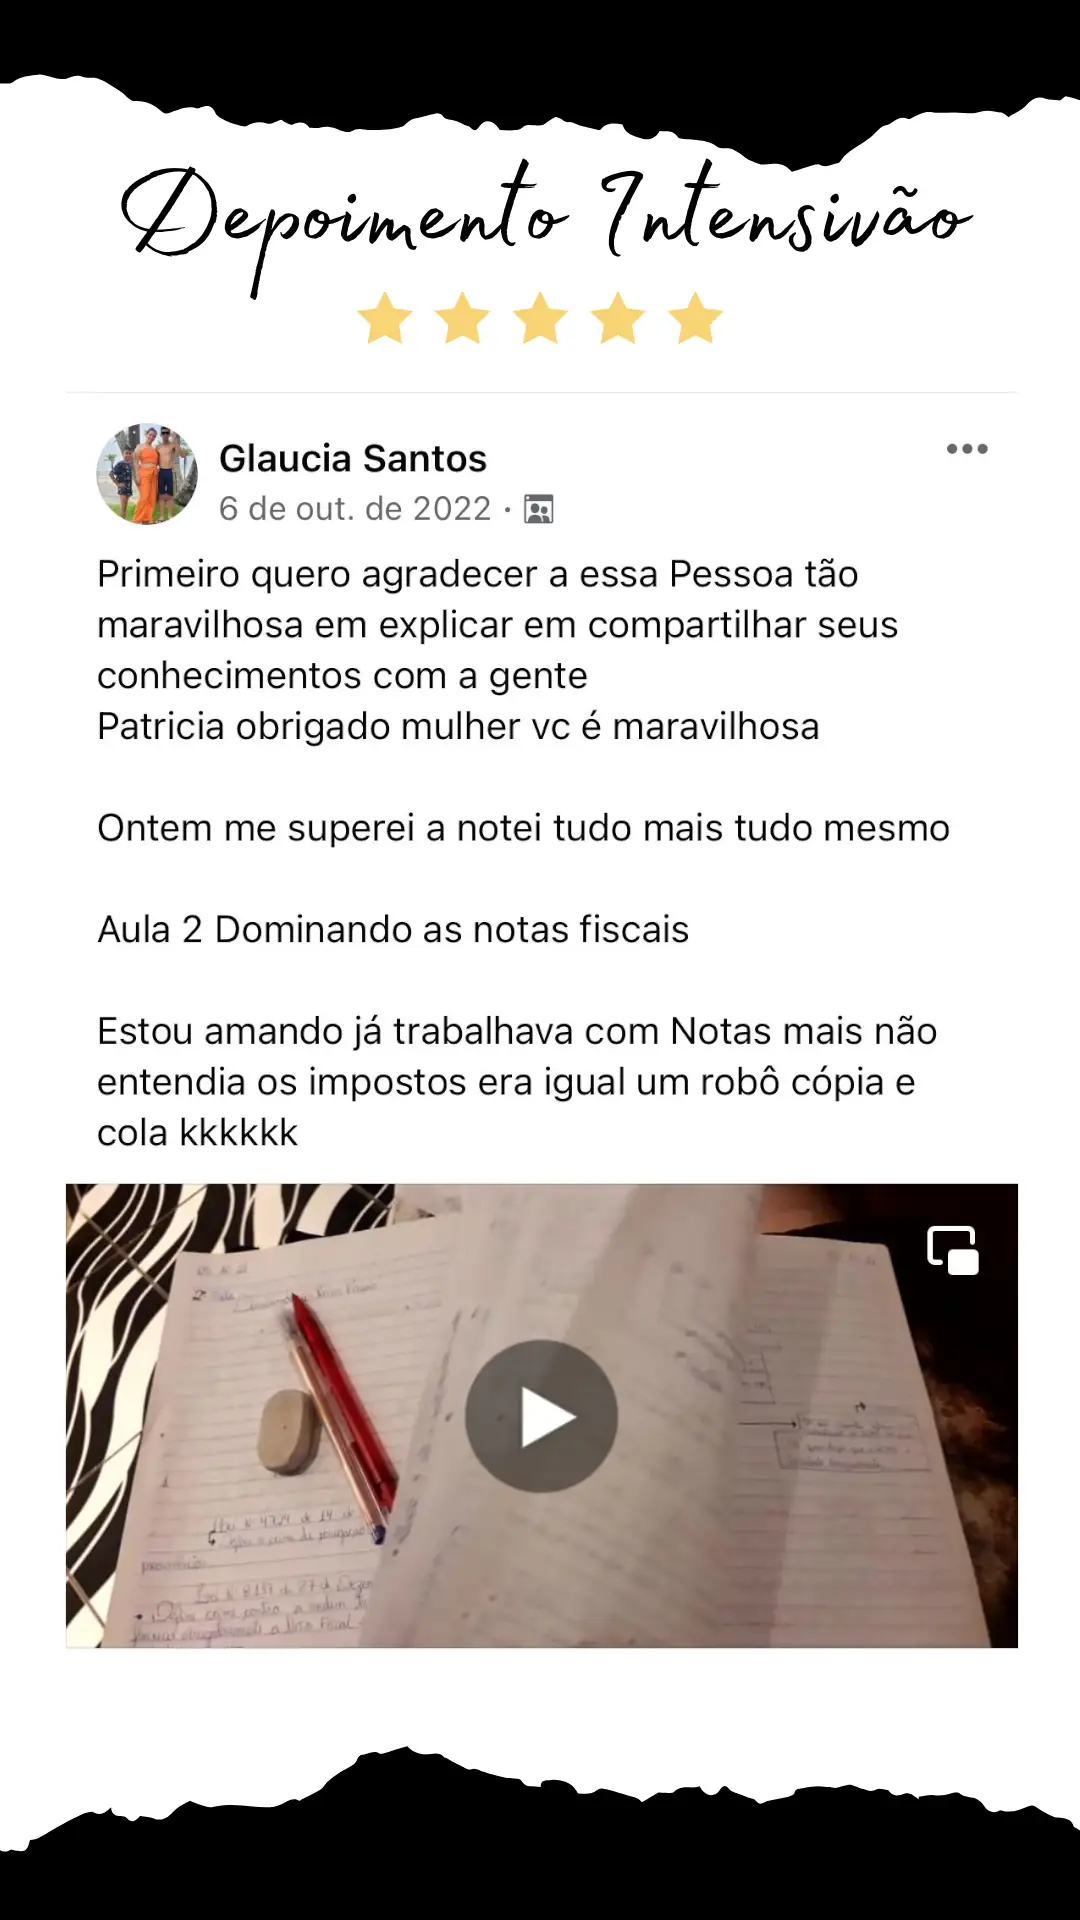 Depoimento Intensivão
Glaucia Santos
6 de out. de 2022 ·
Primeiro quero agradecer a essa Pessoa tão
maravilhosa em explicar em compartilhar seus
conhecimentos com a gente
Patricia obrigado mulher vc é maravilhosa
Ontem me superei a notei tudo mais tudo mesmo
Aula 2 Dominando as notas fiscais
Estou amando já trabalhava com Notas mais não
entendia os impostos era igual um robô cópia e
cola kkkkkk